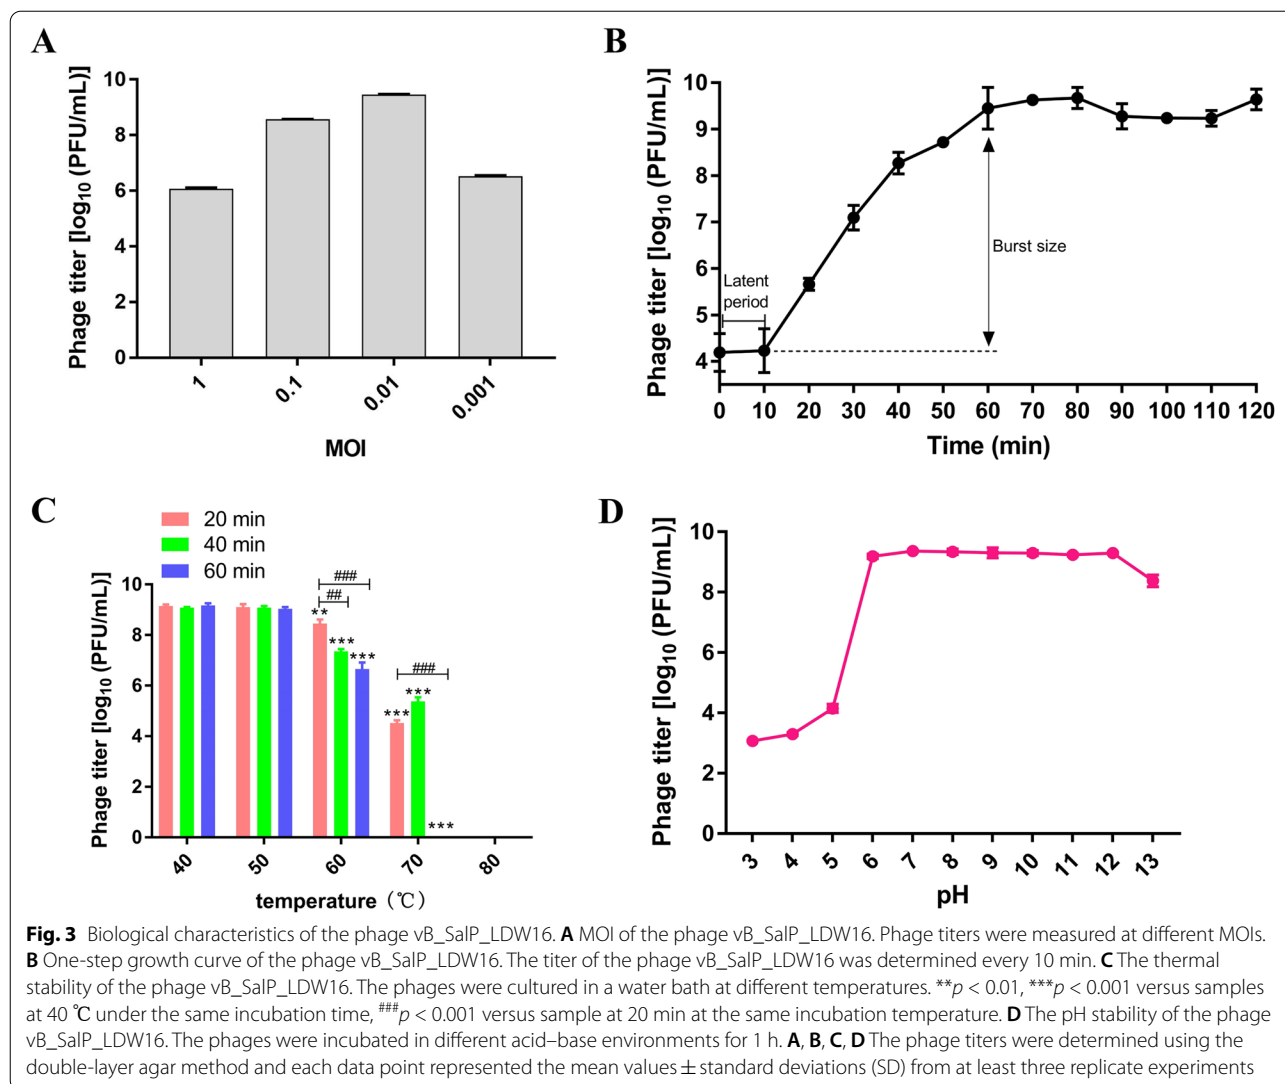 A
Phage titer [log10 (PFU/mL)]
10
8
6
4
2
0
1
0.1
0.01
0.001
MOI
B
Phage titer [log10 (PFU/mL)]
10
9
8
7
6
5
4
Latent
period
Burst size
0 10 20 30 40 50 60 70 80 90 100 110 120
Time (min)
C
20 min
40 min
60 min
Phage titer [log10 (PFU/mL)]
10
8
6
4
2
0
###
##
**
***
***
###
***
***
***
40
50
60
70
80
temperature（℃）
D
Phage titer [log10 (PFU/mL)]
10
8
6
4
2
0
3 4 5 6 7 8 9 10 11 12 13
pH
Fig. 3 Biological characteristics of the phage vB_SalP_LDW16. A MOI of the phage vB_SalP_LDW16. Phage titers were measured at different MOIs.
B One-step growth curve of the phage vB_SalP_LDW16. The titer of the phage vB_SalP_LDW16 was determined every 10 min. C The thermal
stability of the phage vB_SalP_LDW16. The phages were cultured in a water bath at different temperatures. **p < 0.01, ***p < 0.001 versus samples
at 40 ℃ under the same incubation time, ###p < 0.001 versus sample at 20 min at the same incubation temperature. D The pH stability of the phage
vB_SalP_LDW16. The phages were incubated in different acid–base environments for 1 h. A, B, C, D The phage titers were determined using the
double-layer agar method and each data point represented the mean values ± standard deviations (SD) from at least three replicate experiments